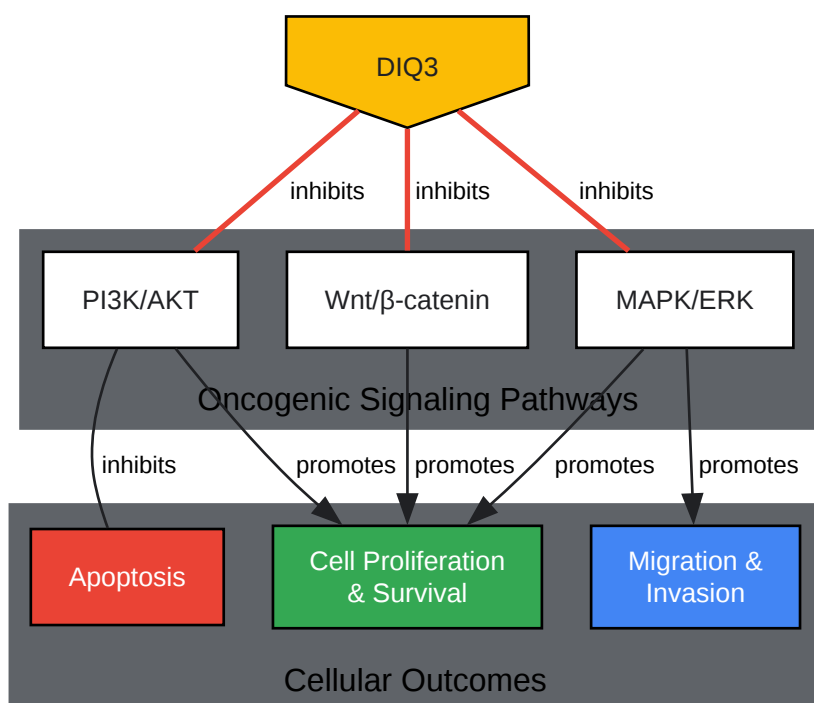 DIQ3
inhibits
inhibits
inhibits
PI3K/AKT
Wnt/β-catenin
MAPK/ERK
Oncogenic Signaling Pathways
inhibits
promotes
promotes
promotes
promotes
Apoptosis
Cell Proliferation
& Survival
Migration &
Invasion
Cellular Outcomes